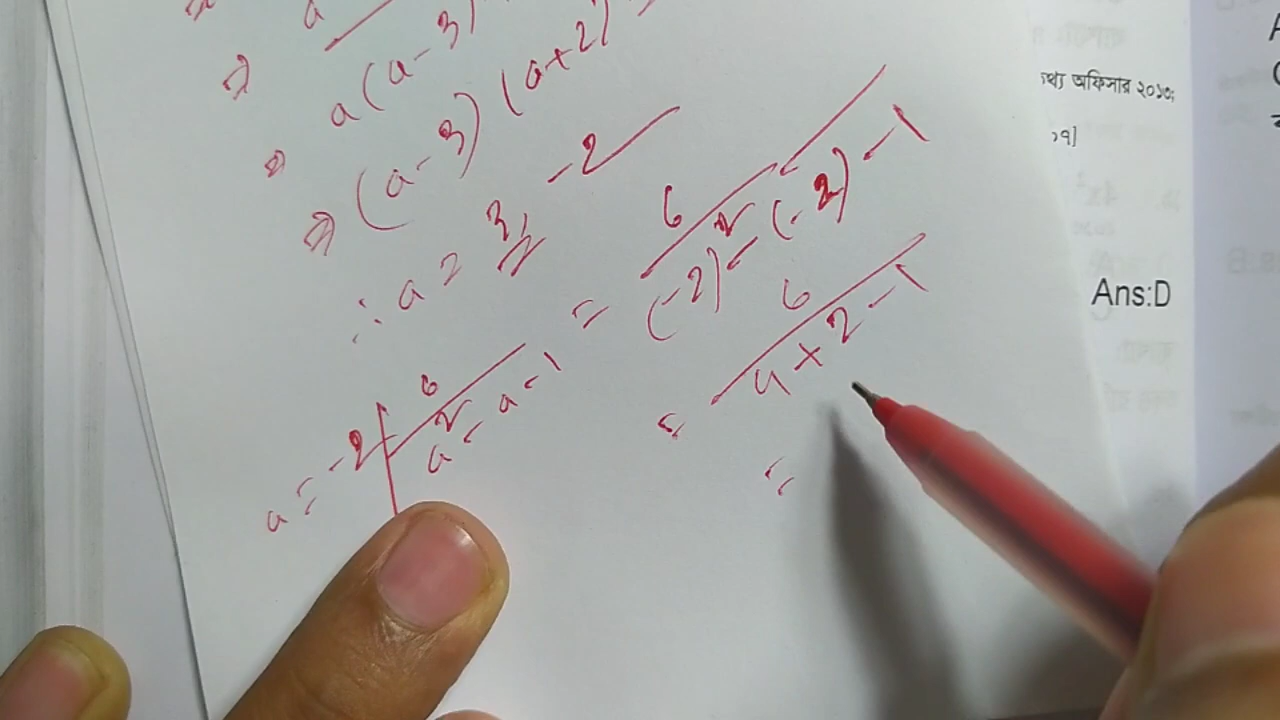 ⇒ a
⇒ a(a-3)
⇒ (a-3)(a+2)
∴ a = 3, -2
a = -2 | 6/(a² - a - 1) = 6/((-2)² - (-2) - 1)
= 6/(4+2-1)
=
থ্য অফিসার ২০১৩;
১৭]
Ans:D